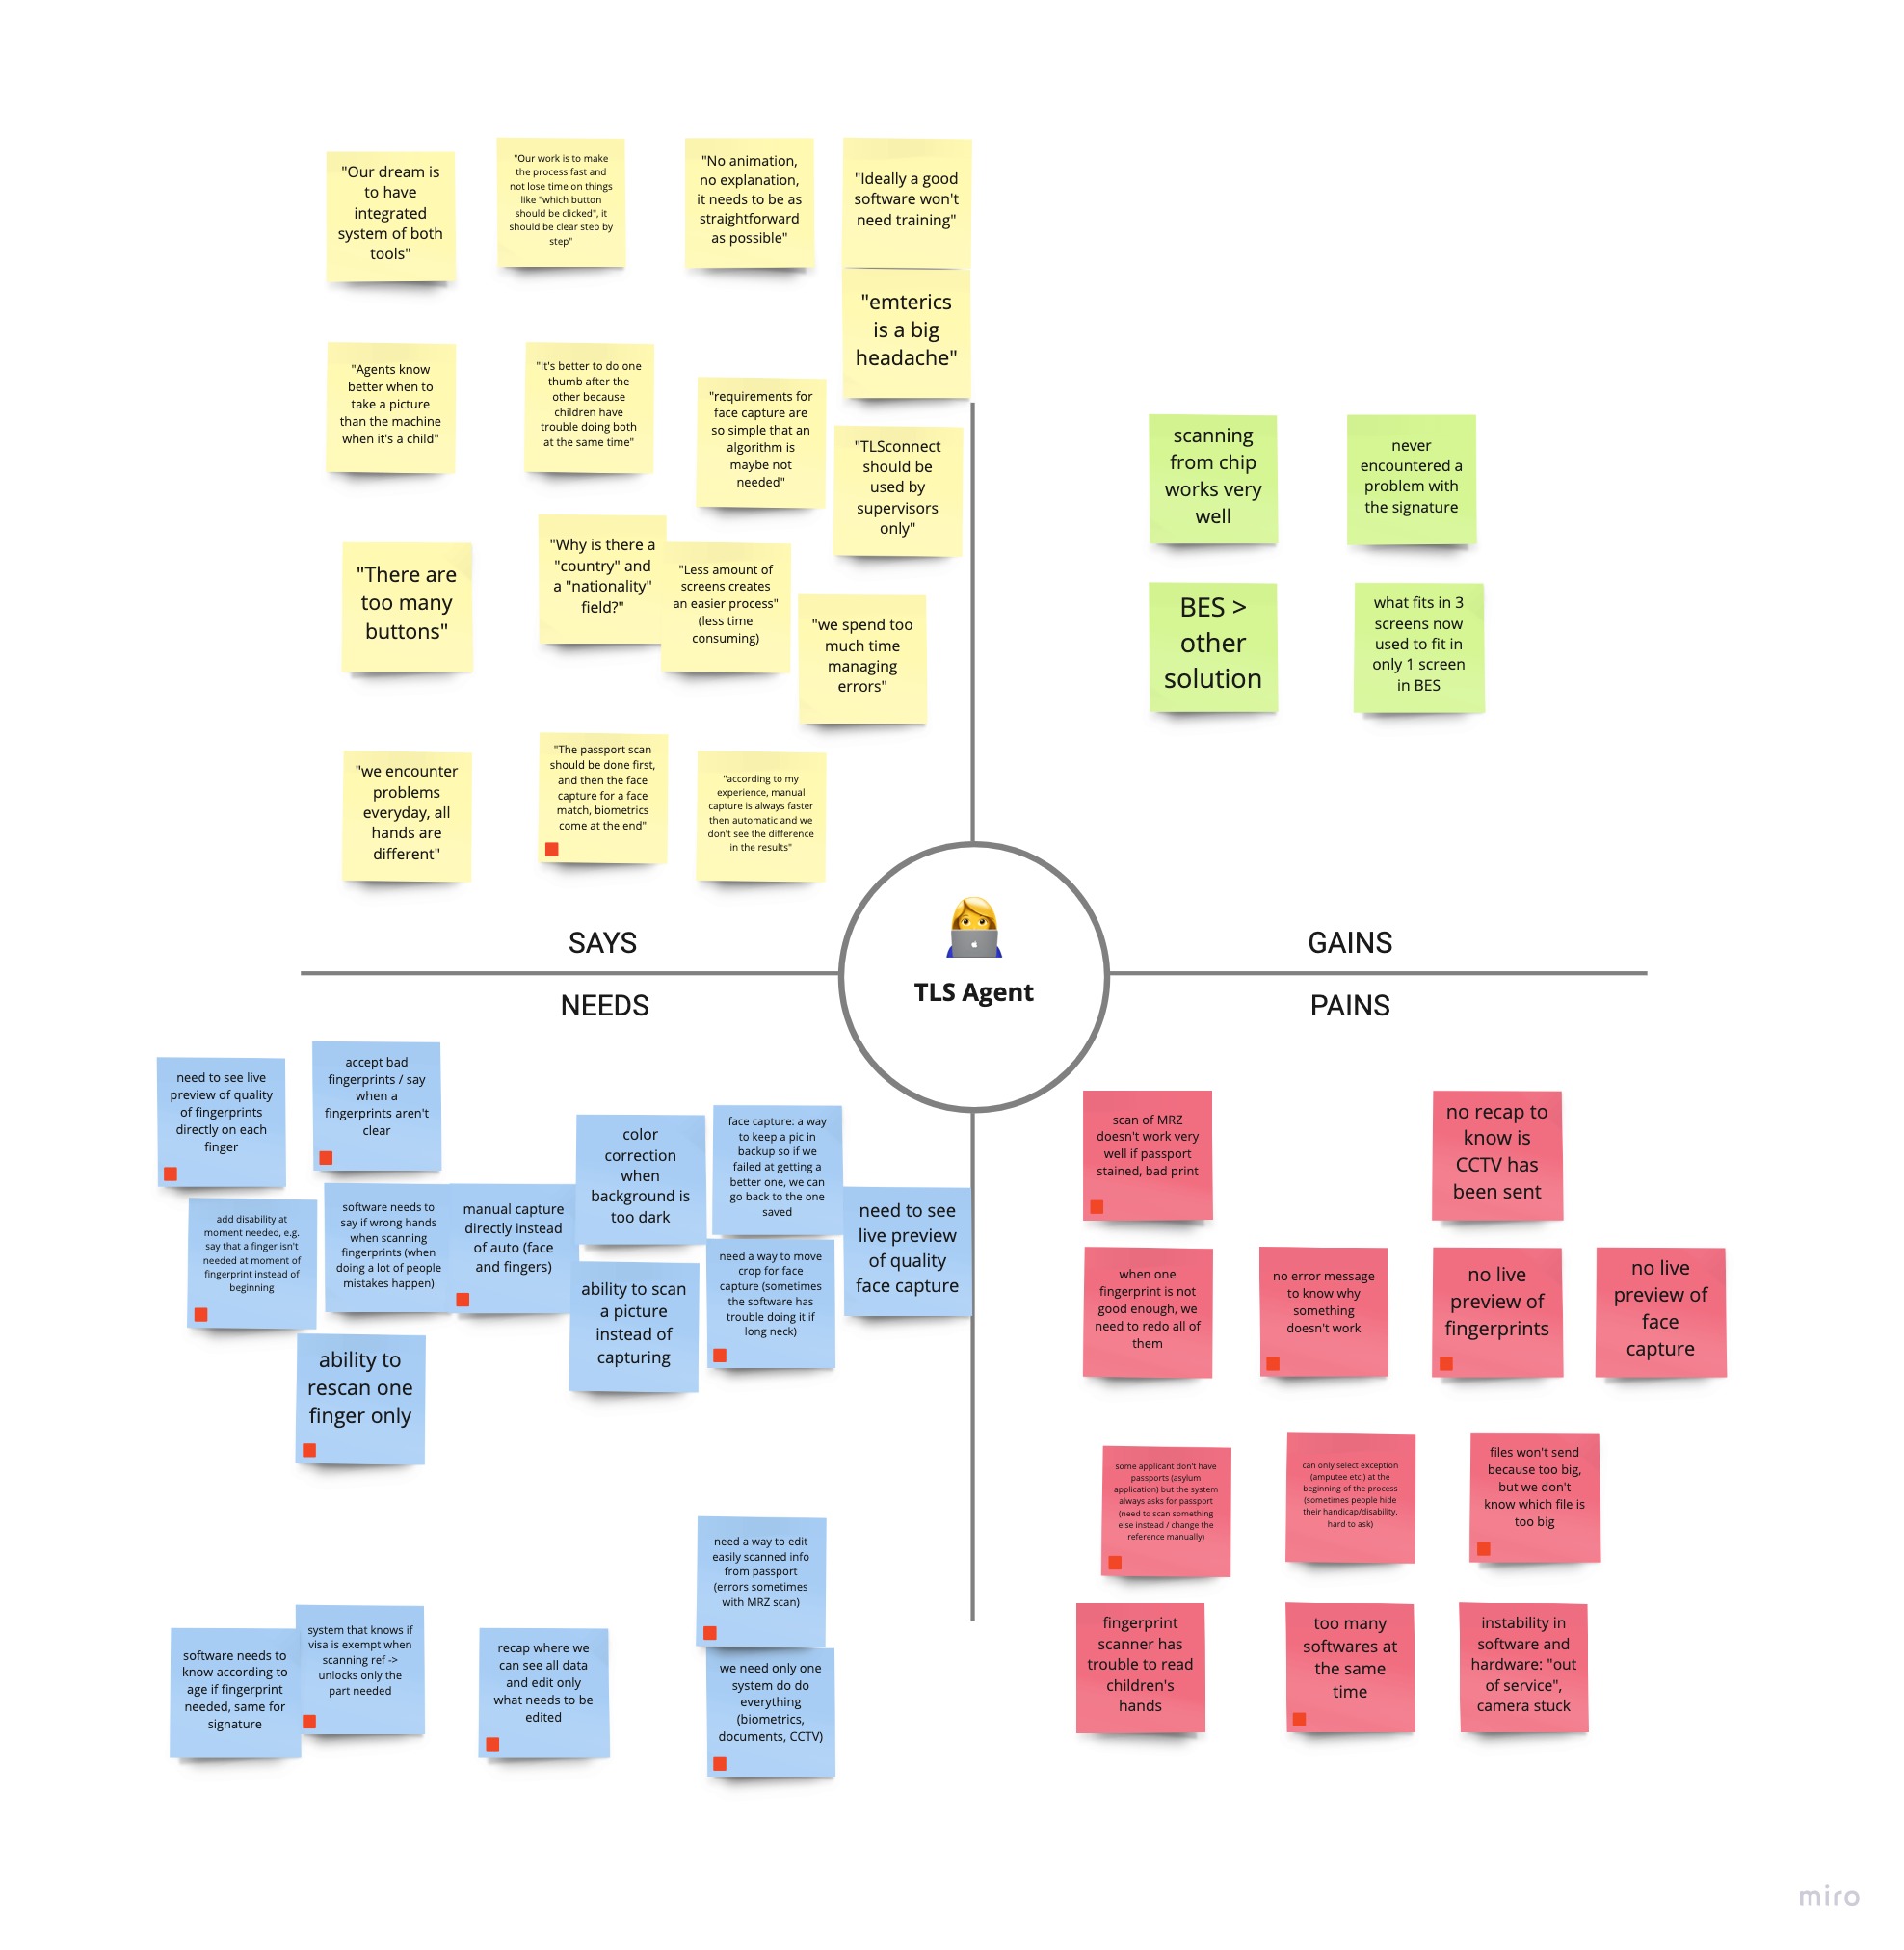 "Our dream is
to have
integrated
system of both
tools"
"Our work is to make
the process fast and
not lose time on things
like "which button
should be clicked", it
should be clear step by
step"
"No animation,
no explanation,
it needs to be as
straightforward
as possible"
"Ideally a good
software won't
need training"
"emterics
is a big
headache"
"Agents know
better when to
take a picture
than the machine
when it's a child"
"It's better to do one
thumb after the
other because
children have
trouble doing both
at the same time"
"requirements for
face capture are
so simple that an
algorithm is
maybe not
needed"
"TLSconnect
should be
used by
supervisors
only"
"There are
too many
buttons"
"Why is there a
"country" and
a "nationality"
field?"
"Less amount of
screens creates
an easier process"
(less time
consuming)
"we spend too
much time
managing
errors"
"we encounter
problems
everyday, all
hands are
different"
"The passport scan
should be done first,
and then the face
capture for a face
match, biometrics
come at the end"
"according to my
experience, manual
capture is always faster
then automatic and we
don't see the difference
in the results"
scanning
from chip
works very
well
never
encountered a
problem with
the signature
BES >
other
solution
what fits in 3
screens now
used to fit in
only 1 screen
in BES
SAYS
GAINS
TLS Agent
NEEDS
PAINS
need to see live
preview of quality
of fingerprints
directly on each
finger
accept bad
fingerprints / say
when a
fingerprints aren't
clear
add disability at
moment needed, e.g.
say that a finger isn't
needed at moment of
fingerprint instead of
beginning
software needs to
say if wrong hands
when scanning
fingerprints (when
doing a lot of people
mistakes happen)
manual capture
directly instead
of auto (face
and fingers)
color
correction
when
background is
too dark
face capture: a way
to keep a pic in
backup so if we
failed at getting a
better one, we can
go back to the one
saved
need to see
live preview
of quality
face capture
ability to scan
a picture
instead of
capturing
need a way to move
crop for face
capture (sometimes
the software has
trouble doing it if
long neck)
ability to
rescan one
finger only
need a way to edit
easily scanned info
from passport
(errors sometimes
with MRZ scan)
software needs to
know according to
age if fingerprint
needed, same for
signature
system that knows if
visa is exempt when
scanning ref ->
unlocks only the
part needed
recap where we
can see all data
and edit only
what needs to be
edited
we need only one
system do do
everything
(biometrics,
documents, CCTV)
scan of MRZ
doesn't work very
well if passport
stained, bad print
no recap to
know is
CCTV has
been sent
when one
fingerprint is not
good enough, we
need to redo all of
them
no error message
to know why
something
doesn't work
no live
preview of
fingerprints
no live
preview of
face
capture
some applicant don't have
passports (asylum
application) but the system
always asks for passport
(need to scan something
else instead / change the
reference manually)
can only select exception
(amputee etc.) at the
beginning of the process
(sometimes people hide
their handicap/disability,
hard to ask)
files won't send
because too big,
but we don't
know which file is
too big
fingerprint
scanner has
trouble to read
children's
hands
too many
softwares at
the same
time
instability in
software and
hardware: "out
of service",
camera stuck
miro